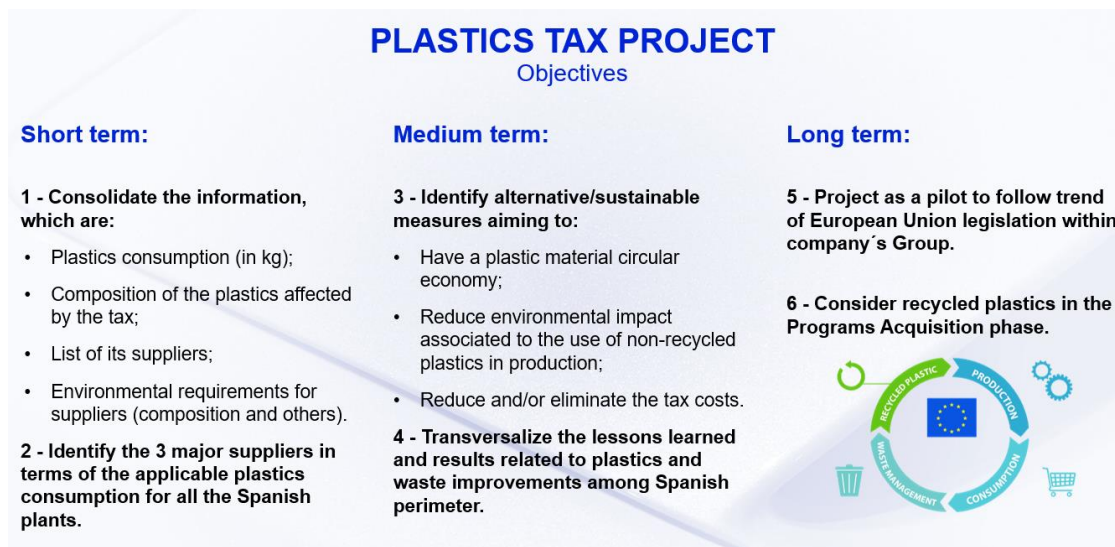 PLASTICS TAX PROJECT
Objectives
Short term:
1 - Consolidate the information,
which are:
• Plastics consumption (in kg);
• Composition of the plastics affected
by the tax;
• List of its suppliers;
• Environmental requirements for
suppliers (composition and others).
2 - Identify the 3 major suppliers in
terms of the applicable plastics
consumption for all the Spanish
plants.
Medium term:
3 - Identify alternative/sustainable
measures aiming to:
• Have a plastic material circular
economy;
• Reduce environmental impact
associated to the use of non-recycled
plastics in production;
• Reduce and/or eliminate the tax costs.
4 - Transversalize the lessons learned
and results related to plastics and
waste improvements among Spanish
perimeter.
Long term:
5 - Project as a pilot to follow trend
of European Union legislation within
company´s Group.
6 - Consider recycled plastics in the
Programs Acquisition phase.
RECYCLED PLASTIC
PRODUCTION
CONSUMPTION
WASTE MANAGEMENT